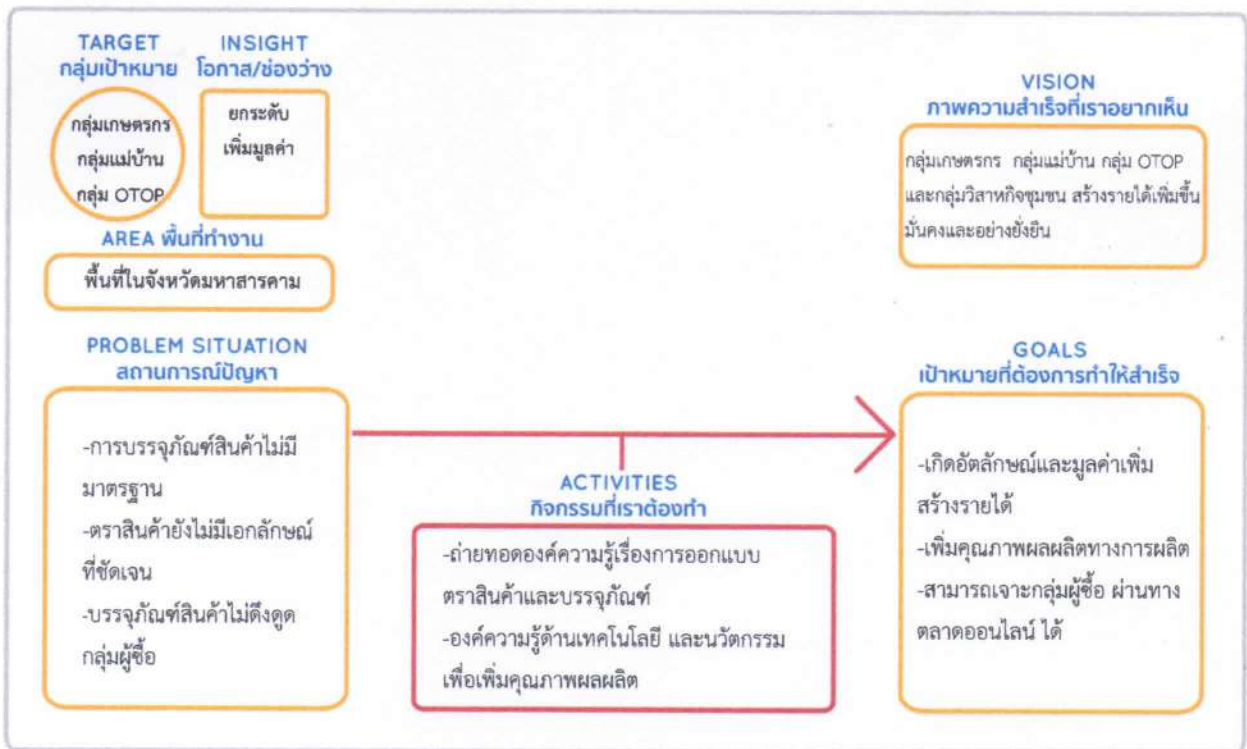 TARGET
กลุ่มเป้าหมาย
กลุ่มเกษตรกร
กลุ่มแม่บ้าน
กลุ่ม OTOP
INSIGHT
โอกาส/ช่องว่าง
ยกระดับ
เพิ่มมูลค่า
AREA พื้นที่ทำงาน
พื้นที่ในจังหวัดมหาสารคาม
VISION
ภาพความสำเร็จที่เราอยากเห็น
กลุ่มเกษตรกร กลุ่มแม่บ้าน กลุ่ม OTOP
และกลุ่มวิสาหกิจชุมชน สร้างรายได้เพิ่มขึ้น
มั่นคงและอย่างยั่งยืน
PROBLEM SITUATION
สถานการณ์ปัญหา
-การบรรจุภัณฑ์สินค้าไม่มี
มาตรฐาน
-ตราสินค้ายังไม่มีเอกลักษณ์
ที่ชัดเจน
-บรรจุภัณฑ์สินค้าไม่ดึงดูด
กลุ่มผู้ซื้อ
ACTIVITIES
กิจกรรมที่เราต้องทำ
-ถ่ายทอดองค์ความรู้เรื่องการออกแบบ
ตราสินค้าและบรรจุภัณฑ์
-องค์ความรู้ด้านเทคโนโลยี และนวัตกรรม
เพื่อเพิ่มคุณภาพผลผลิต
GOALS
เป้าหมายที่ต้องการทำให้สำเร็จ
-เกิดอัตลักษณ์และมูลค่าเพิ่ม
สร้างรายได้
-เพิ่มคุณภาพผลผลิตทางการผลิต
-สามารถเจาะกลุ่มผู้ซื้อ ผ่านทาง
ตลาดออนไลน์ ได้